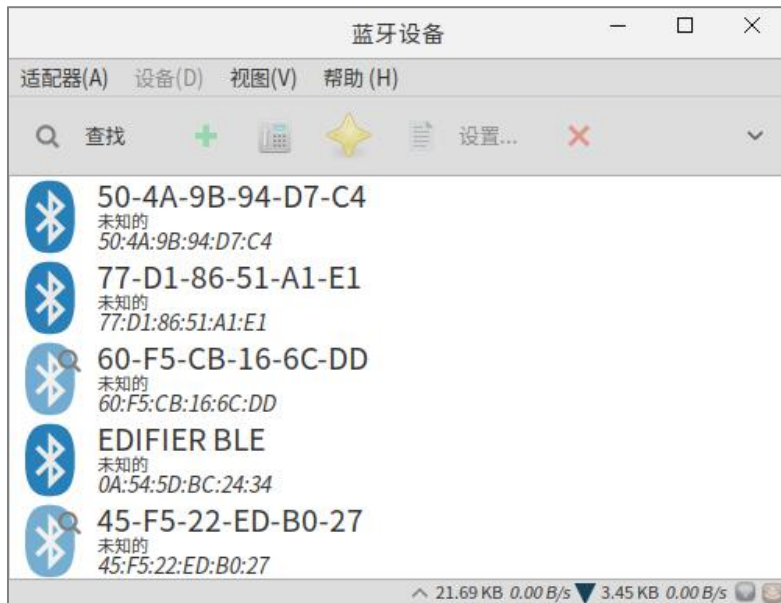 蓝牙设备
适配器(A) 设备(D) 视图(V) 帮助 (H)
查找 设置...
50-4A-9B-94-D7-C4
未知的
50:4A:9B:94:D7:C4
77-D1-86-51-A1-E1
未知的
77:D1:86:51:A1:E1
60-F5-CB-16-6C-DD
未知的
60:F5:CB:16:6C:DD
EDIFIER BLE
未知的
0A:54:5D:BC:24:34
45-F5-22-ED-B0-27
未知的
45:F5:22:ED:B0:27
21.69 KB 0.00 B/s 3.45 KB 0.00 B/s